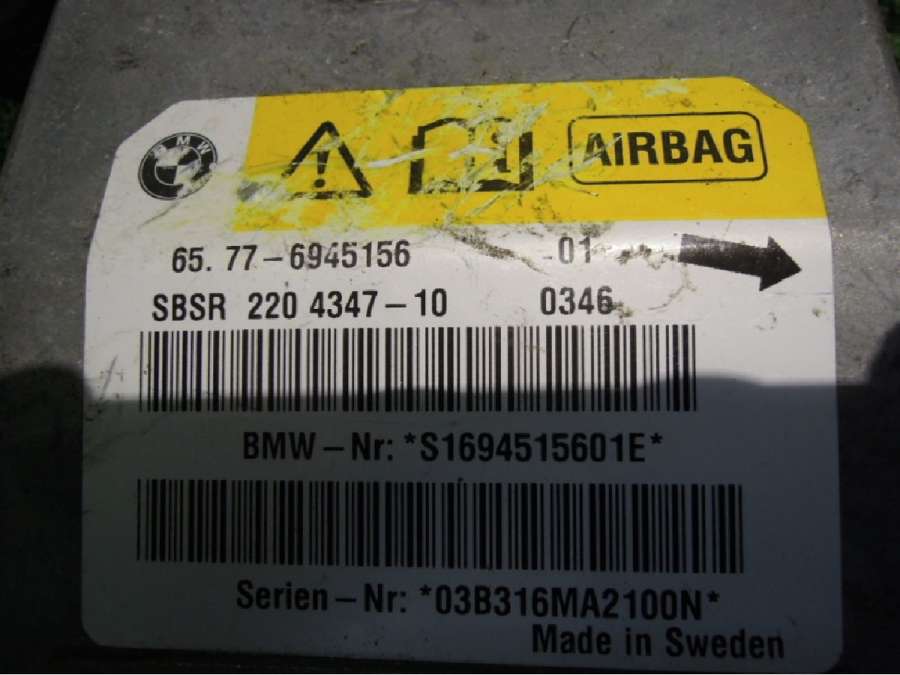 BMW
AIRBAG
65. 77-6945156 01
SBSR 220 4347-10 0346
BMW-Nr: *S1694515601E*
Serien-Nr: *03B316MA2100N*
Made in Sweden